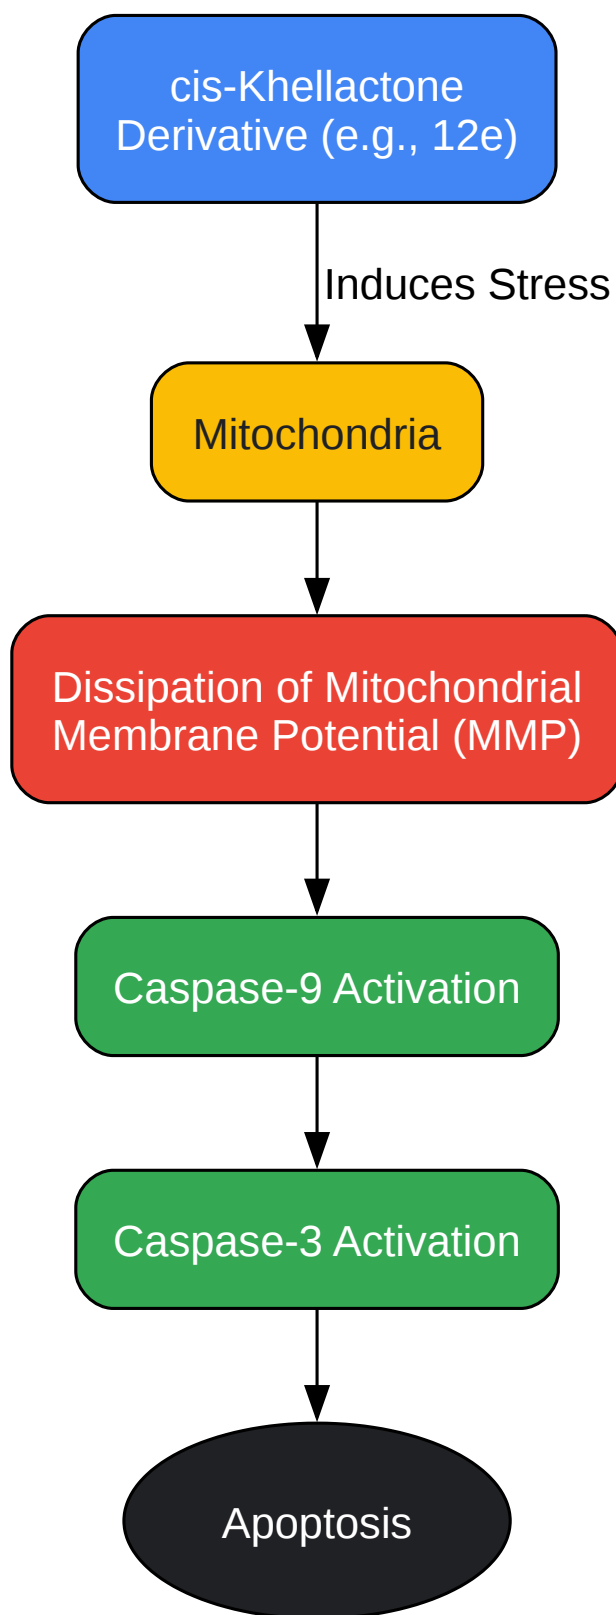 cis-Khellactone
Derivative (e.g., 12e)
Induces Stress
Mitochondria
Dissipation of Mitochondrial
Membrane Potential (MMP)
Caspase-9 Activation
Caspase-3 Activation
Apoptosis